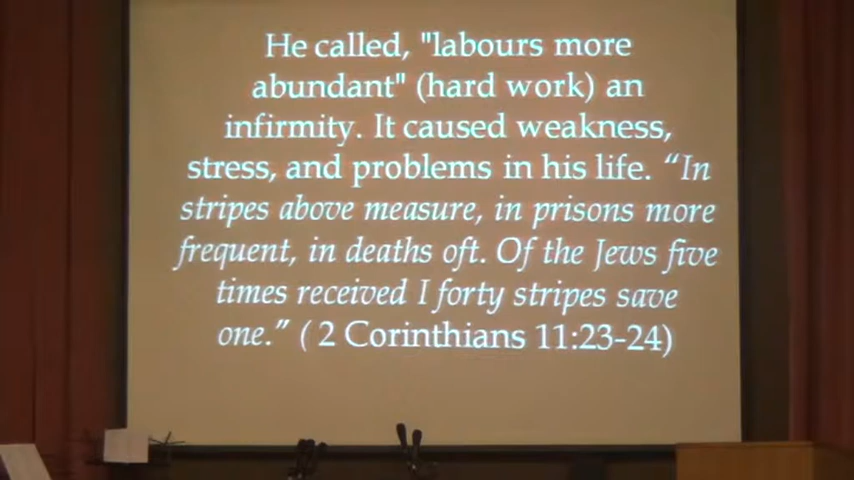 He called, "labours more
abundant" (hard work) an
infirmity. It caused weakness,
stress, and problems in his life. “In
stripes above measure, in prisons more
frequent, in deaths oft. Of the Jews five
times received I forty stripes save
one.” ( 2 Corinthians 11:23-24)